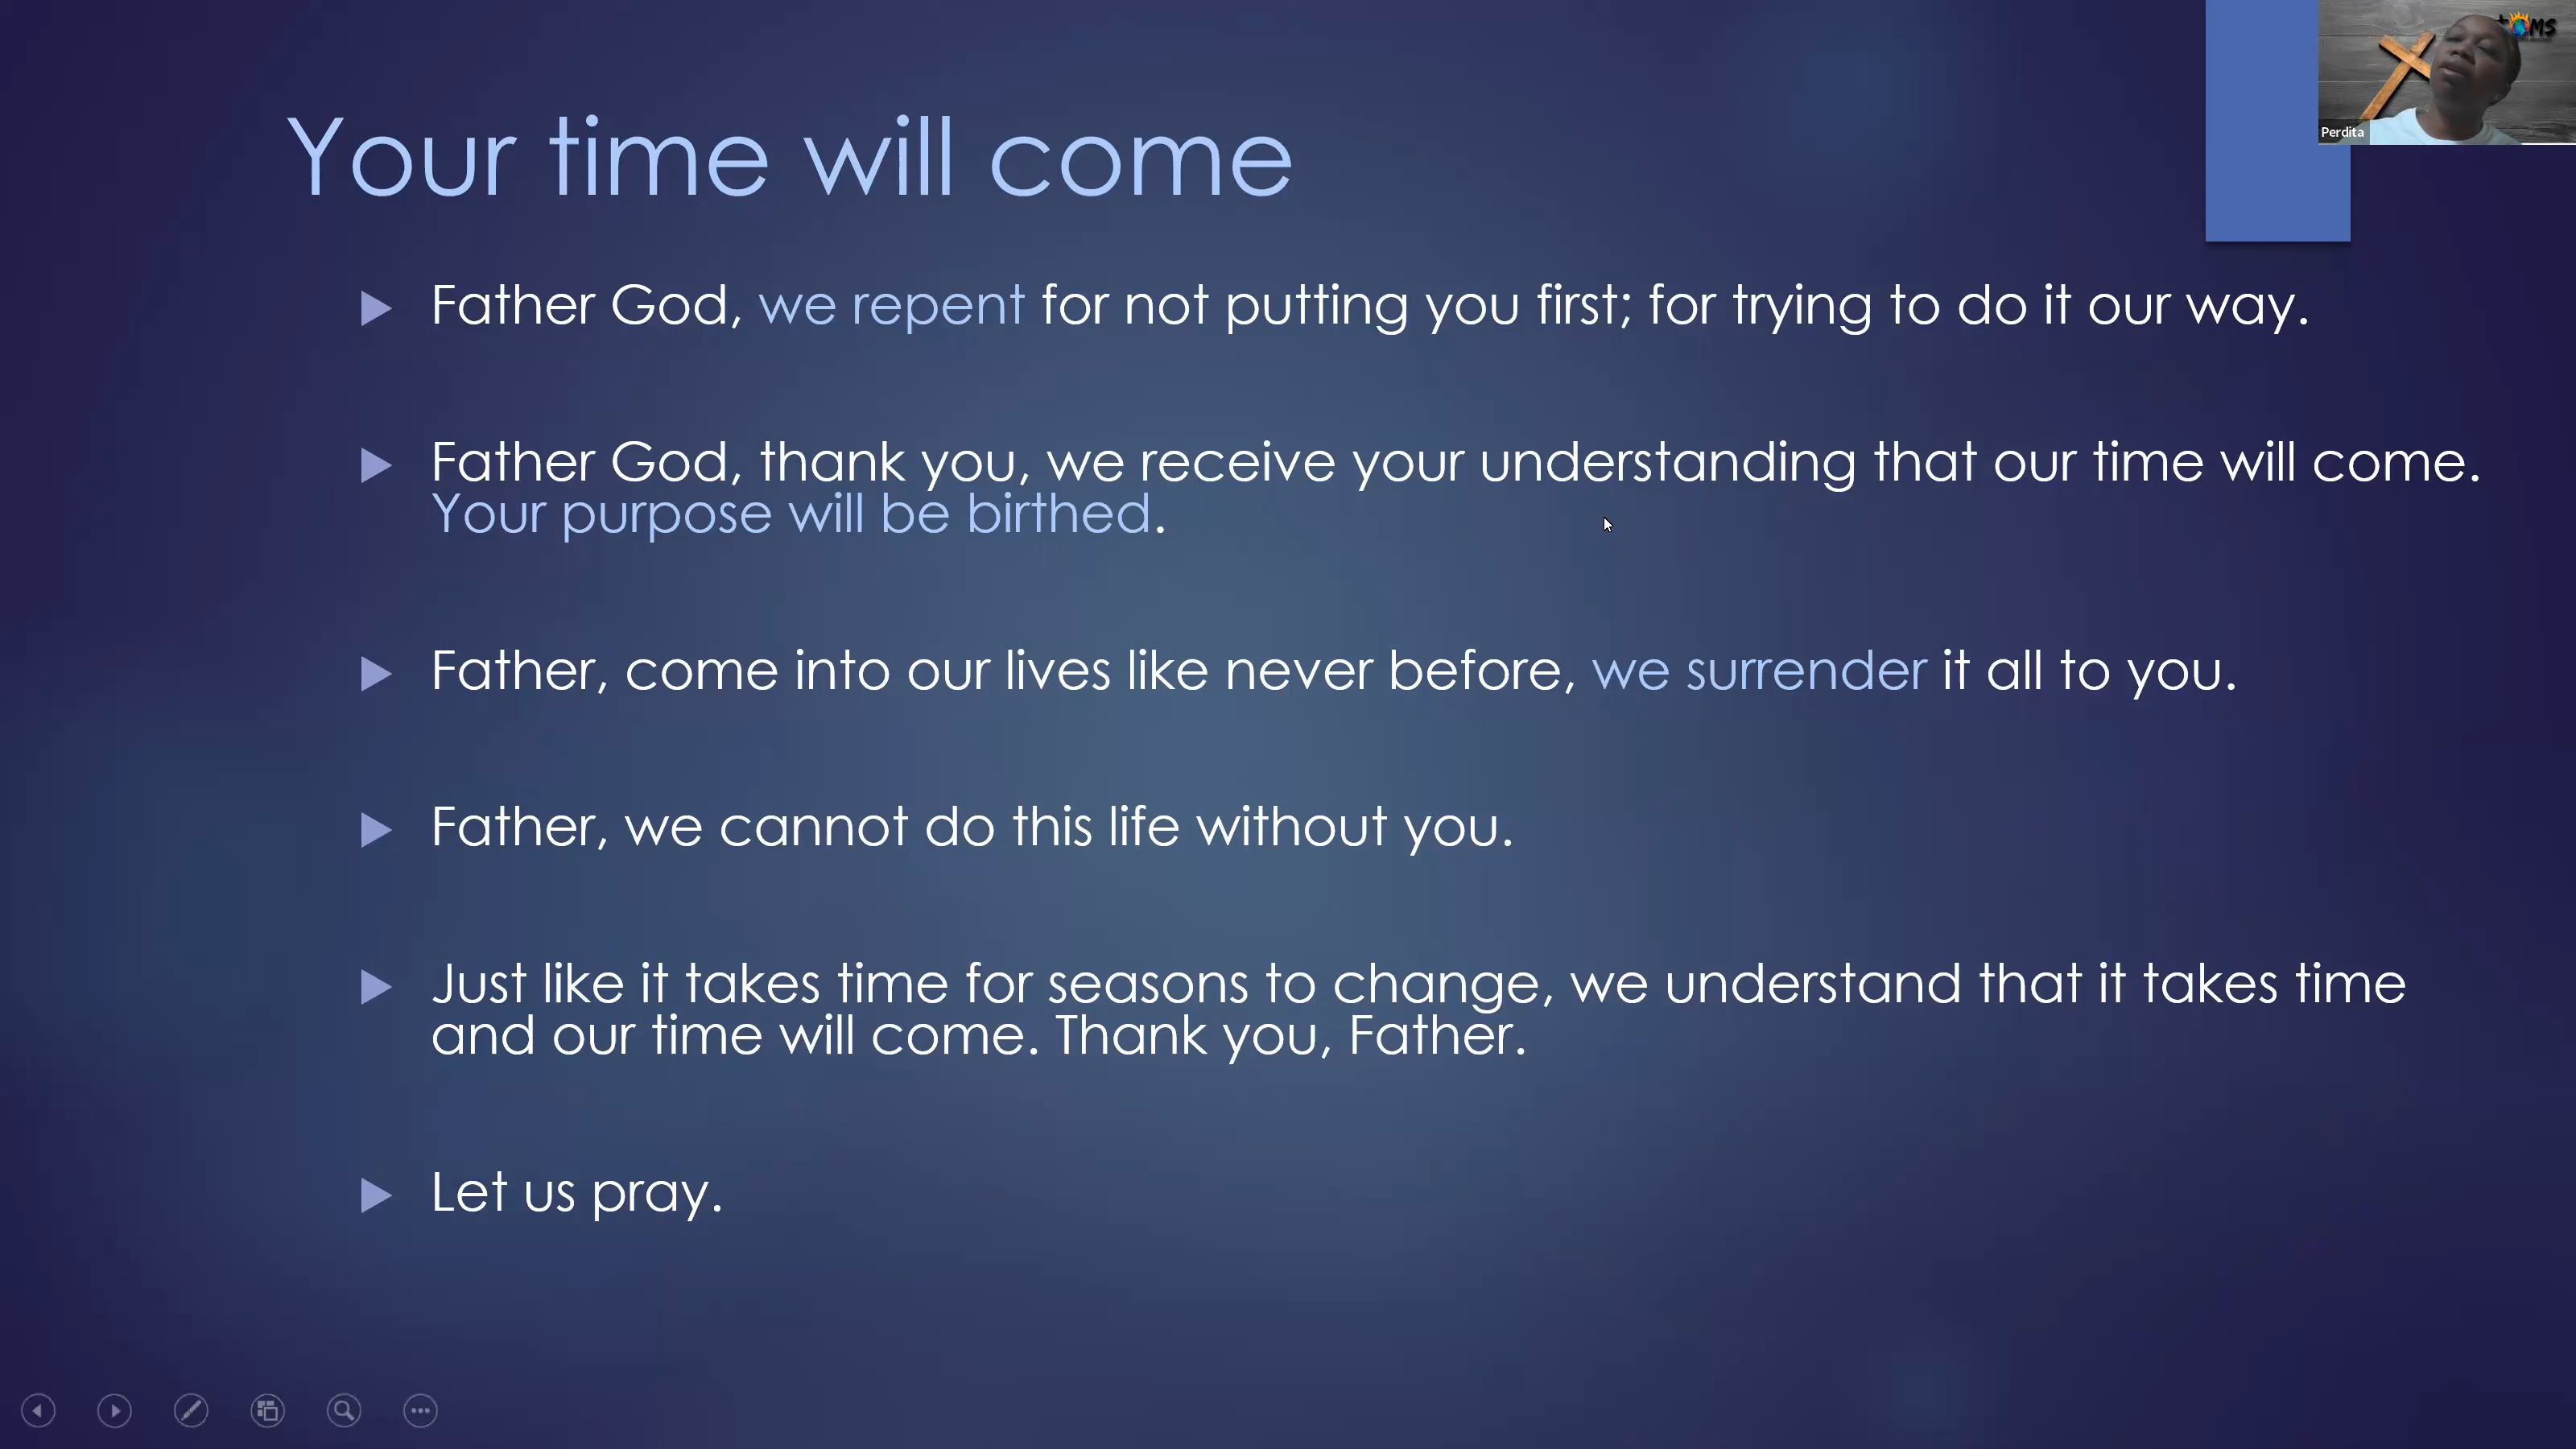 Your time will come
Father God, we repent for not putting you first; for trying to do it our way.
Father God, thank you, we receive your understanding that our time will come.
Your purpose will be birthed.
Father, come into our lives like never before, we surrender it all to you.
Father, we cannot do this life without you.
Just like it takes time for seasons to change, we understand that it takes time
and our time will come. Thank you, Father.
Let us pray.
Perdita